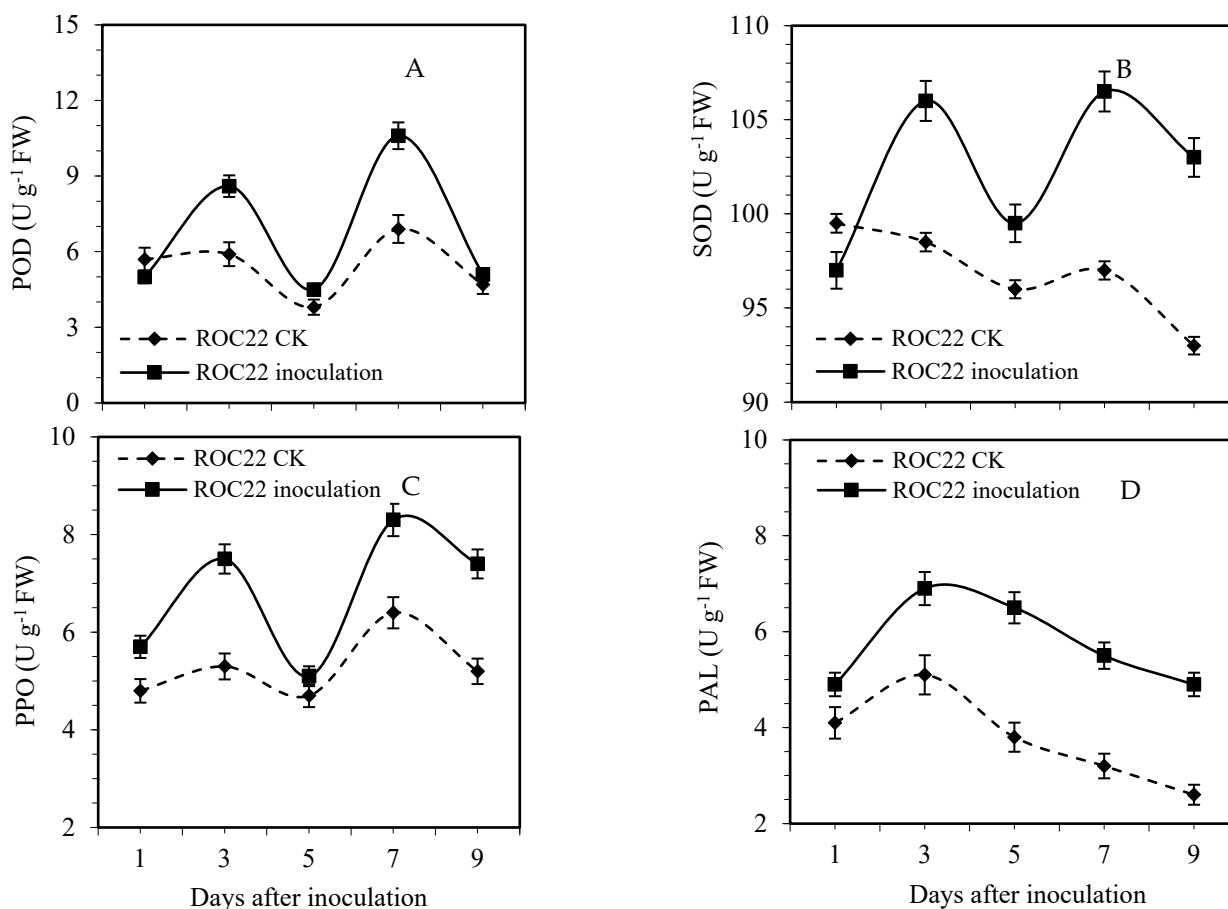 15
12
9
6
3
0
POD (U g⁻¹ FW)
A
ROC22 CK
ROC22 inoculation
110
105
100
95
90
SOD (U g⁻¹ FW)
B
ROC22 CK
ROC22 inoculation
10
8
6
4
2
PPO (U g⁻¹ FW)
ROC22 CK
ROC22 inoculation
C
1 3 5 7 9
Days after inoculation
10
8
6
4
2
PAL (U g⁻¹ FW)
ROC22 CK
ROC22 inoculation
D
1 3 5 7 9
Days after inoculation